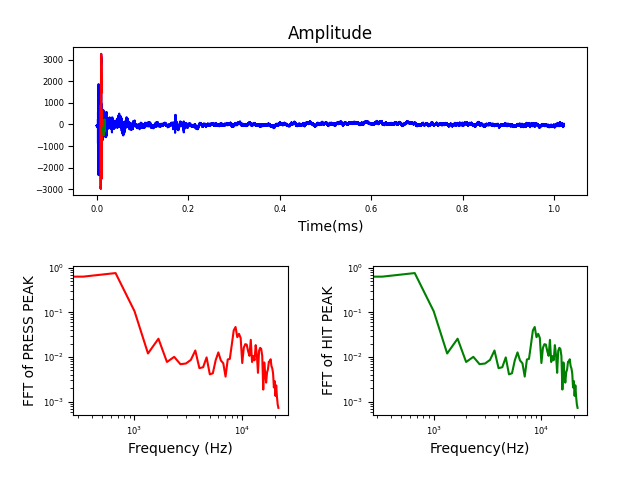 Amplitude
3000
2000
1000
0
−1000
−2000
−3000
0.0 0.2 0.4 0.6 0.8 1.0
Time(ms)
FFT of PRESS PEAK
10⁰
10⁻¹
10⁻²
10⁻³
10³ 10⁴
Frequency (Hz)
FFT of HIT PEAK
10⁰
10⁻¹
10⁻²
10⁻³
10³ 10⁴
Frequency(Hz)